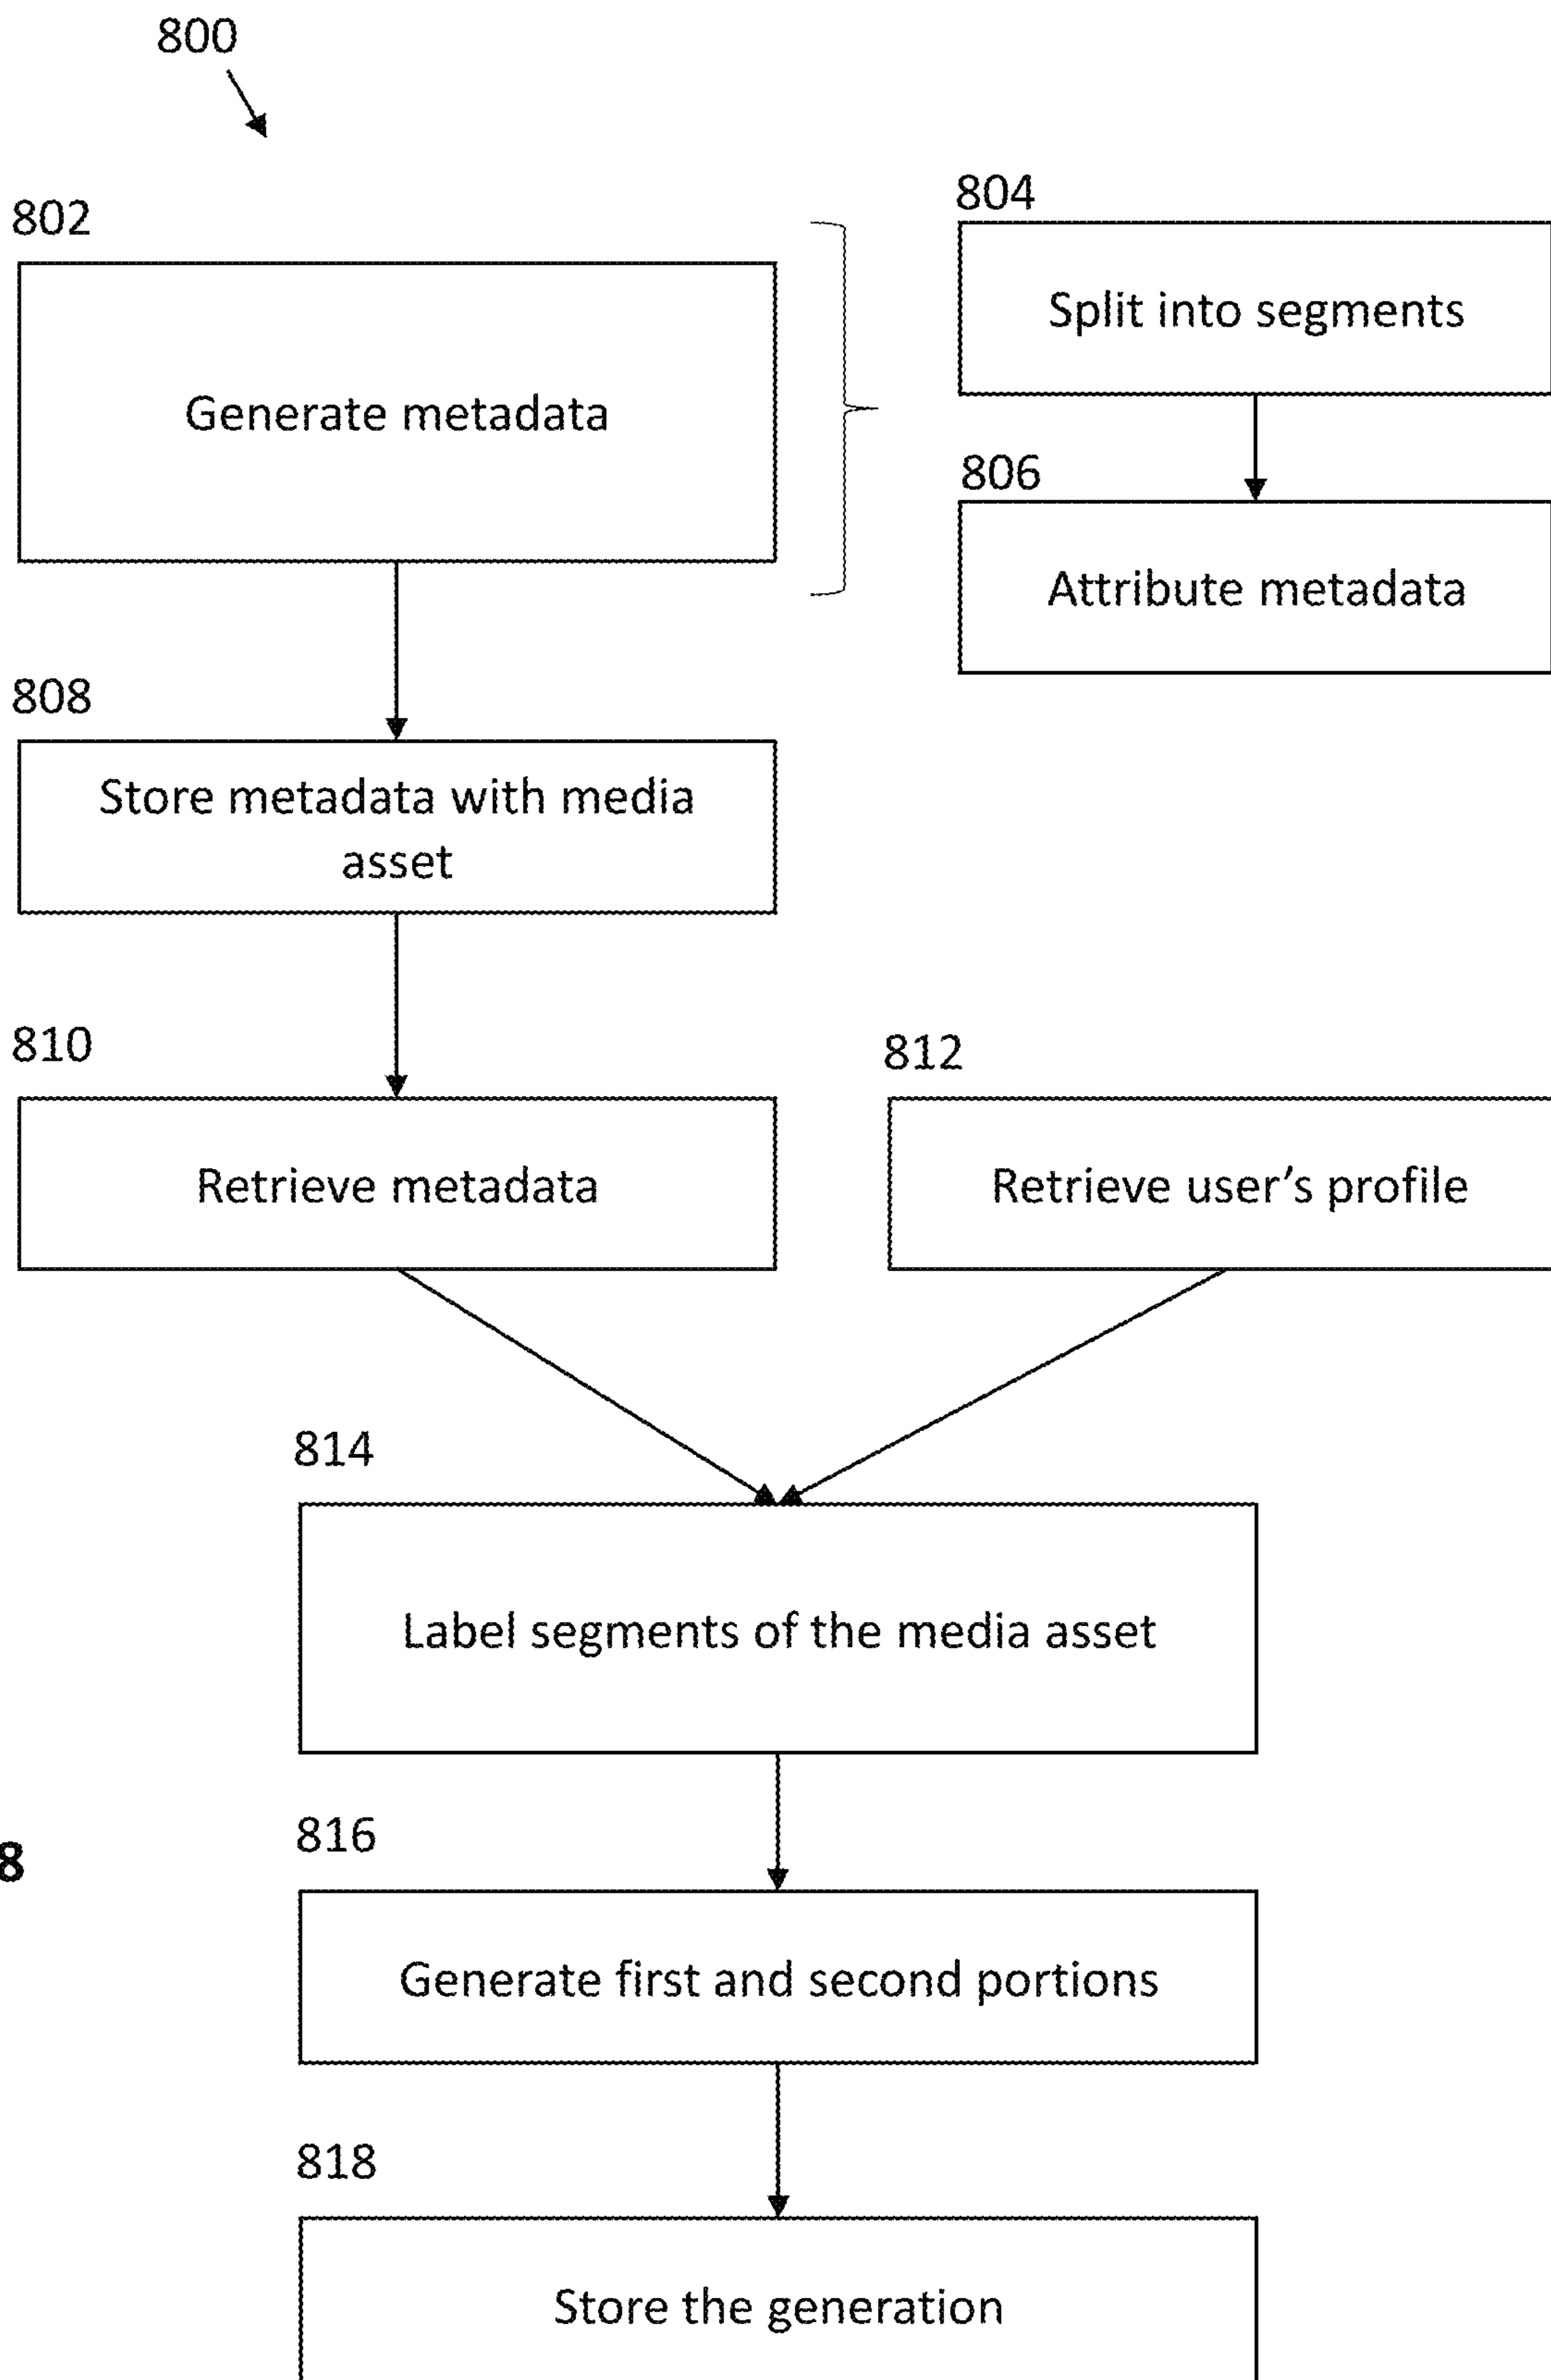 800
802
804
Generate metadata
Split into segments
806
Attribute metadata
808
Store metadata with media
asset
810
812
Retrieve metadata
Retrieve user's profile
814
Label segments of the media asset
816
8
Generate first and second portions
818
Store the generation